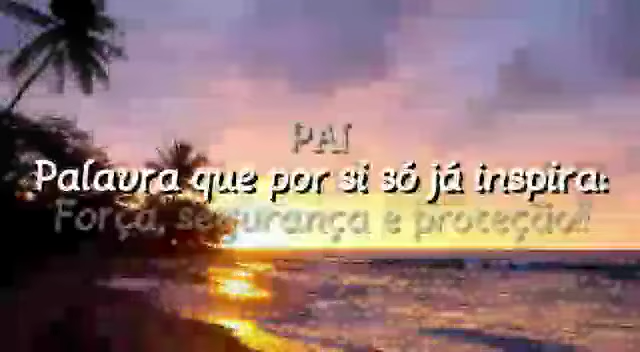 PAI
Palavra que por si só já inspira:
Força, segurança e proteção!!